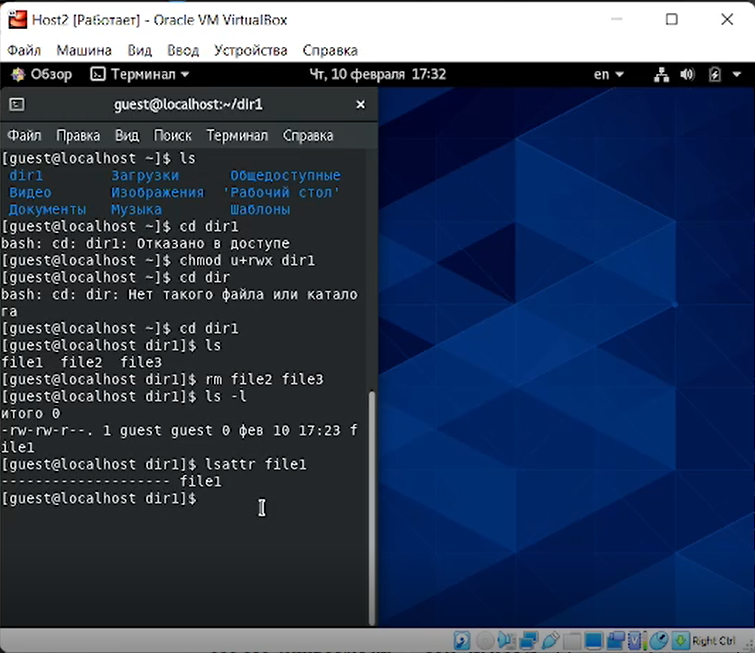 Host2 [Работает] - Oracle VM VirtualBox
Файл Машина Вид Ввод Устройства Справка
Обзор Терминал Чт, 10 февраля 17:32 en
guest@localhost:~/dir1
Файл Правка Вид Поиск Терминал Справка
[guest@localhost ~]$ ls
dir1 Загрузки Общедоступные
Видео Изображения 'Рабочий стол'
Документы Музыка Шаблоны
[guest@localhost ~]$ cd dir1
bash: cd: dir1: Отказано в доступе
[guest@localhost ~]$ chmod u+rwx dir1
[guest@localhost ~]$ cd dir
bash: cd: dir: Нет такого файла или катало
га
[guest@localhost ~]$ cd dir1
[guest@localhost dir1]$ ls
file1 file2 file3
[guest@localhost dir1]$ rm file2 file3
[guest@localhost dir1]$ ls -l
итого 0
-rw-rw-r--. 1 guest guest 0 фев 10 17:23 f
ile1
[guest@localhost dir1]$ lsattr file1
-------------------- file1
[guest@localhost dir1]$
Right Ctrl